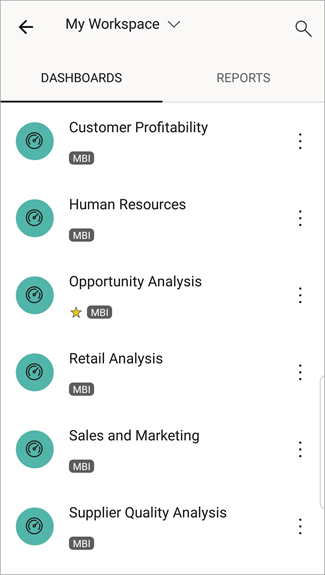 My Workspace
DASHBOARDS REPORTS
Customer Profitability
MBI
Human Resources
MBI
Opportunity Analysis
MBI
Retail Analysis
MBI
Sales and Marketing
MBI
Supplier Quality Analysis
MBI